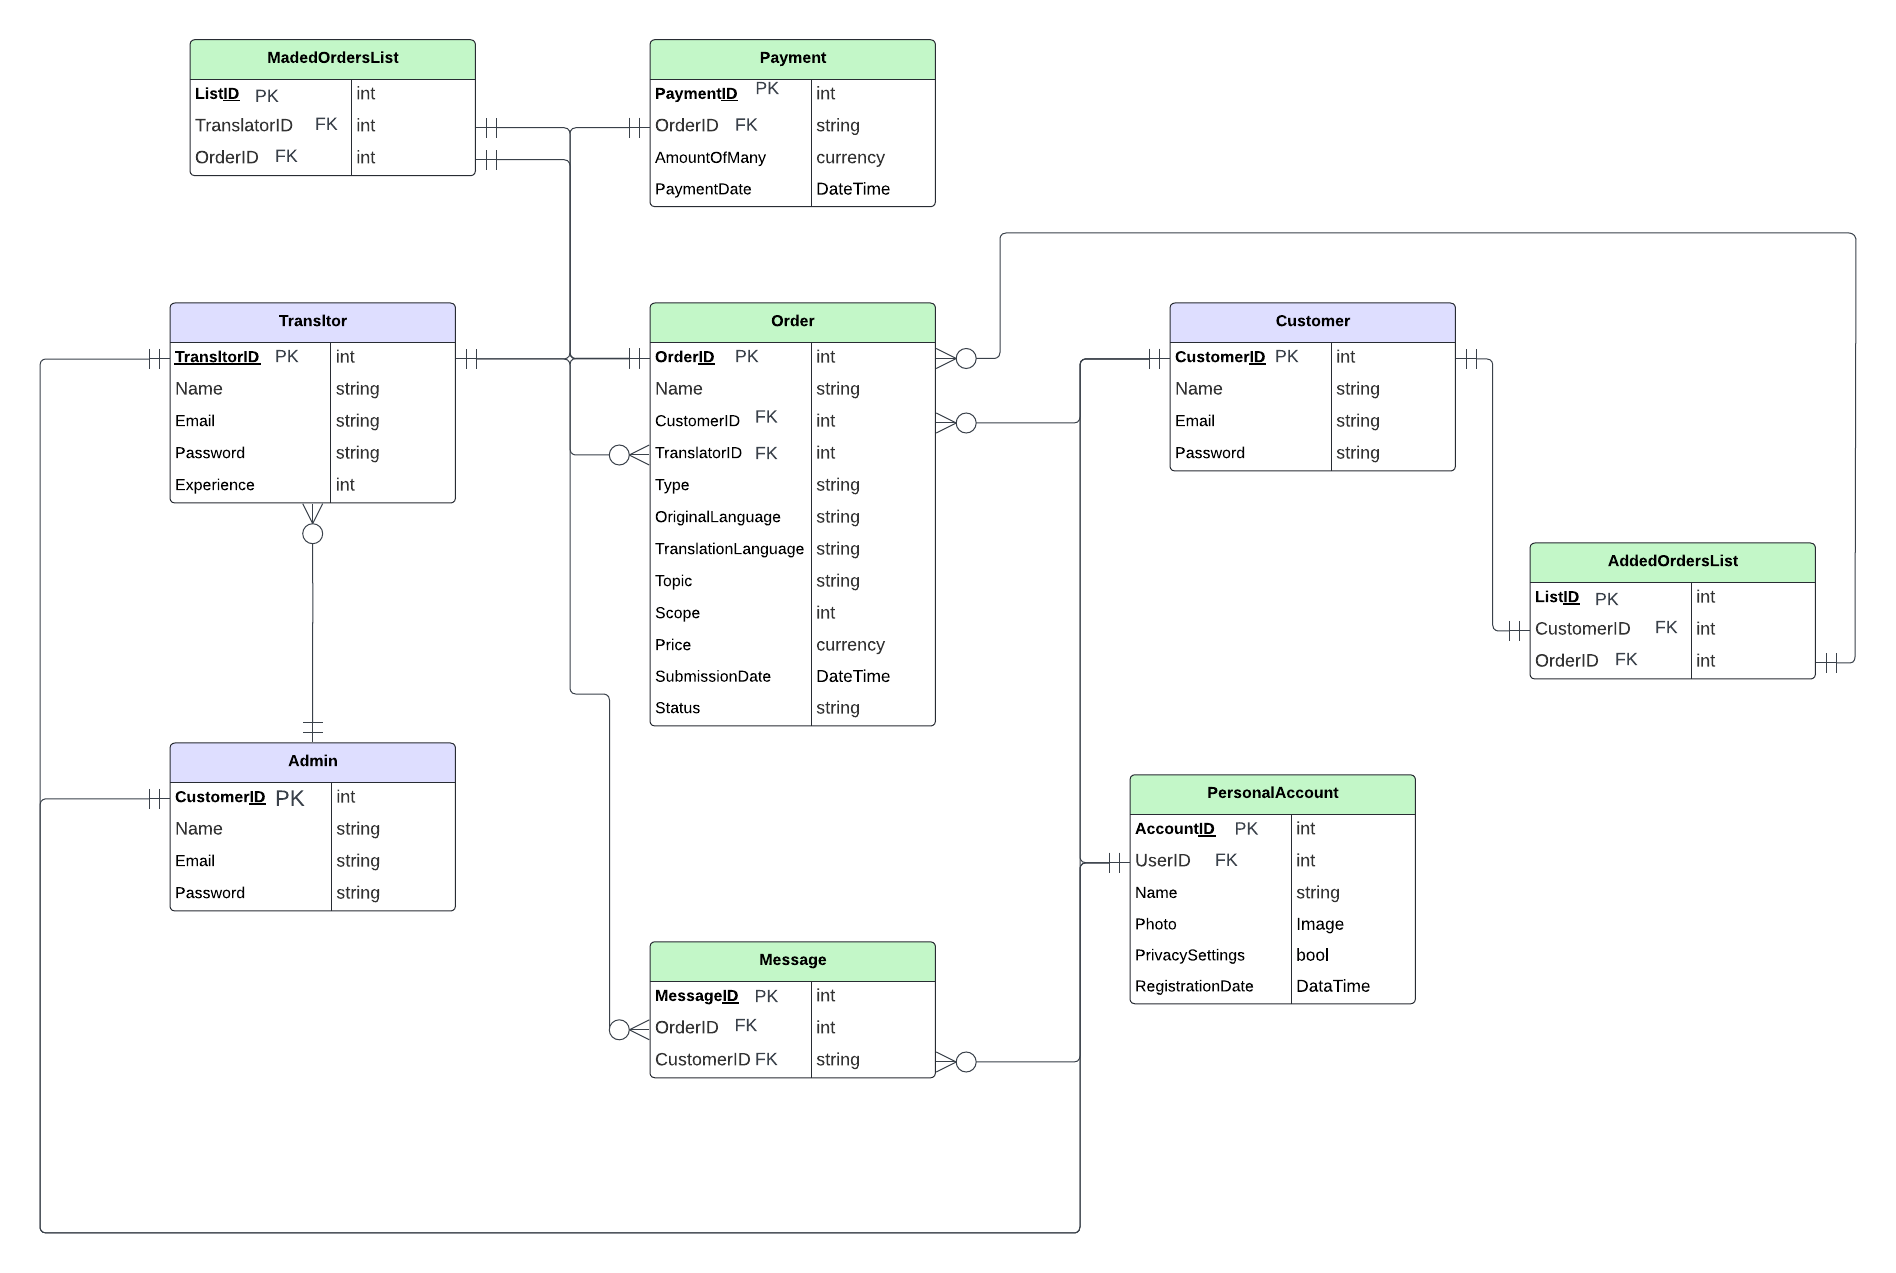 MadedOrdersList
ListID PK int
TranslatorID FK int
OrderID FK int
Payment
PaymentID PK int
OrderID FK string
AmountOfMany currency
PaymentDate DateTime
Transltor
TransltorID PK int
Name string
Email string
Password string
Experience int
Order
OrderID PK int
Name string
CustomerID FK int
TranslatorID FK int
Type string
OriginalLanguage string
TranslationLanguage string
Topic string
Scope int
Price currency
SubmissionDate DateTime
Status string
Customer
CustomerID PK int
Name string
Email string
Password string
AddedOrdersList
ListID PK int
CustomerID FK int
OrderID FK int
Admin
CustomerID PK int
Name string
Email string
Password string
PersonalAccount
AccountID PK int
UserID FK int
Name string
Photo Image
PrivacySettings bool
RegistrationDate DataTime
Message
MessageID PK int
OrderID FK int
CustomerID FK string